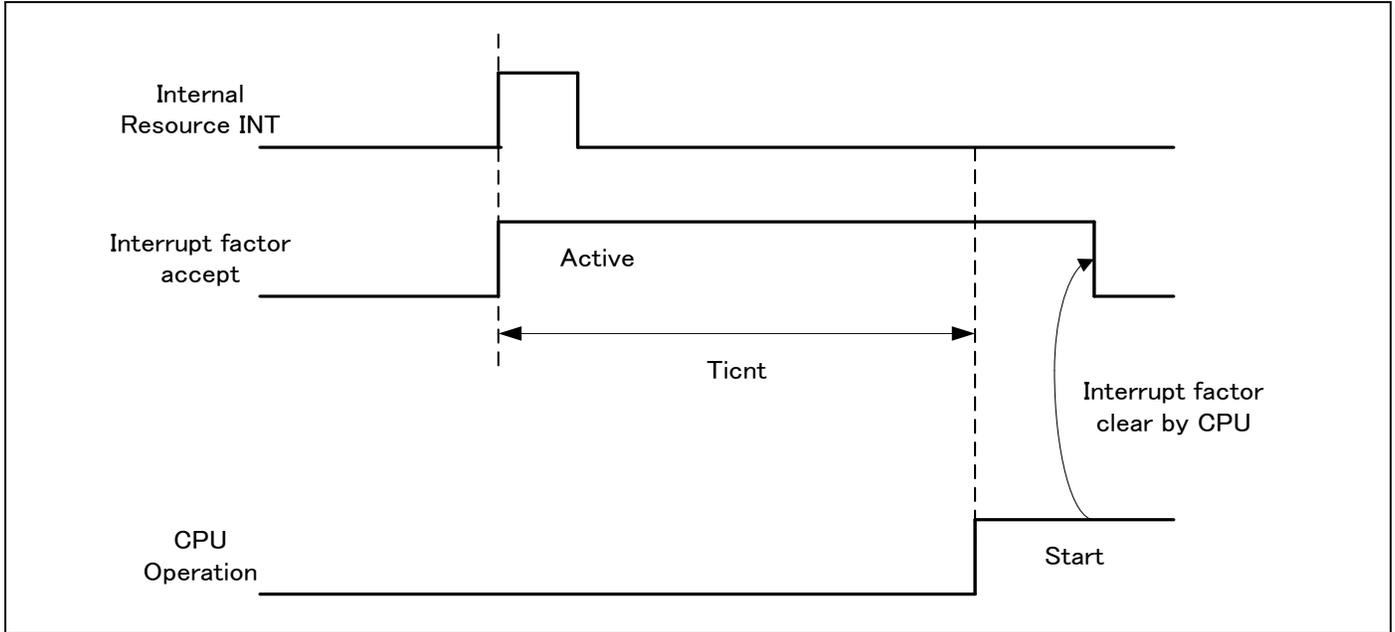 Internal
Resource INT
Interrupt factor
accept
Active
Ticnt
Interrupt factor
clear by CPU
CPU
Operation
Start